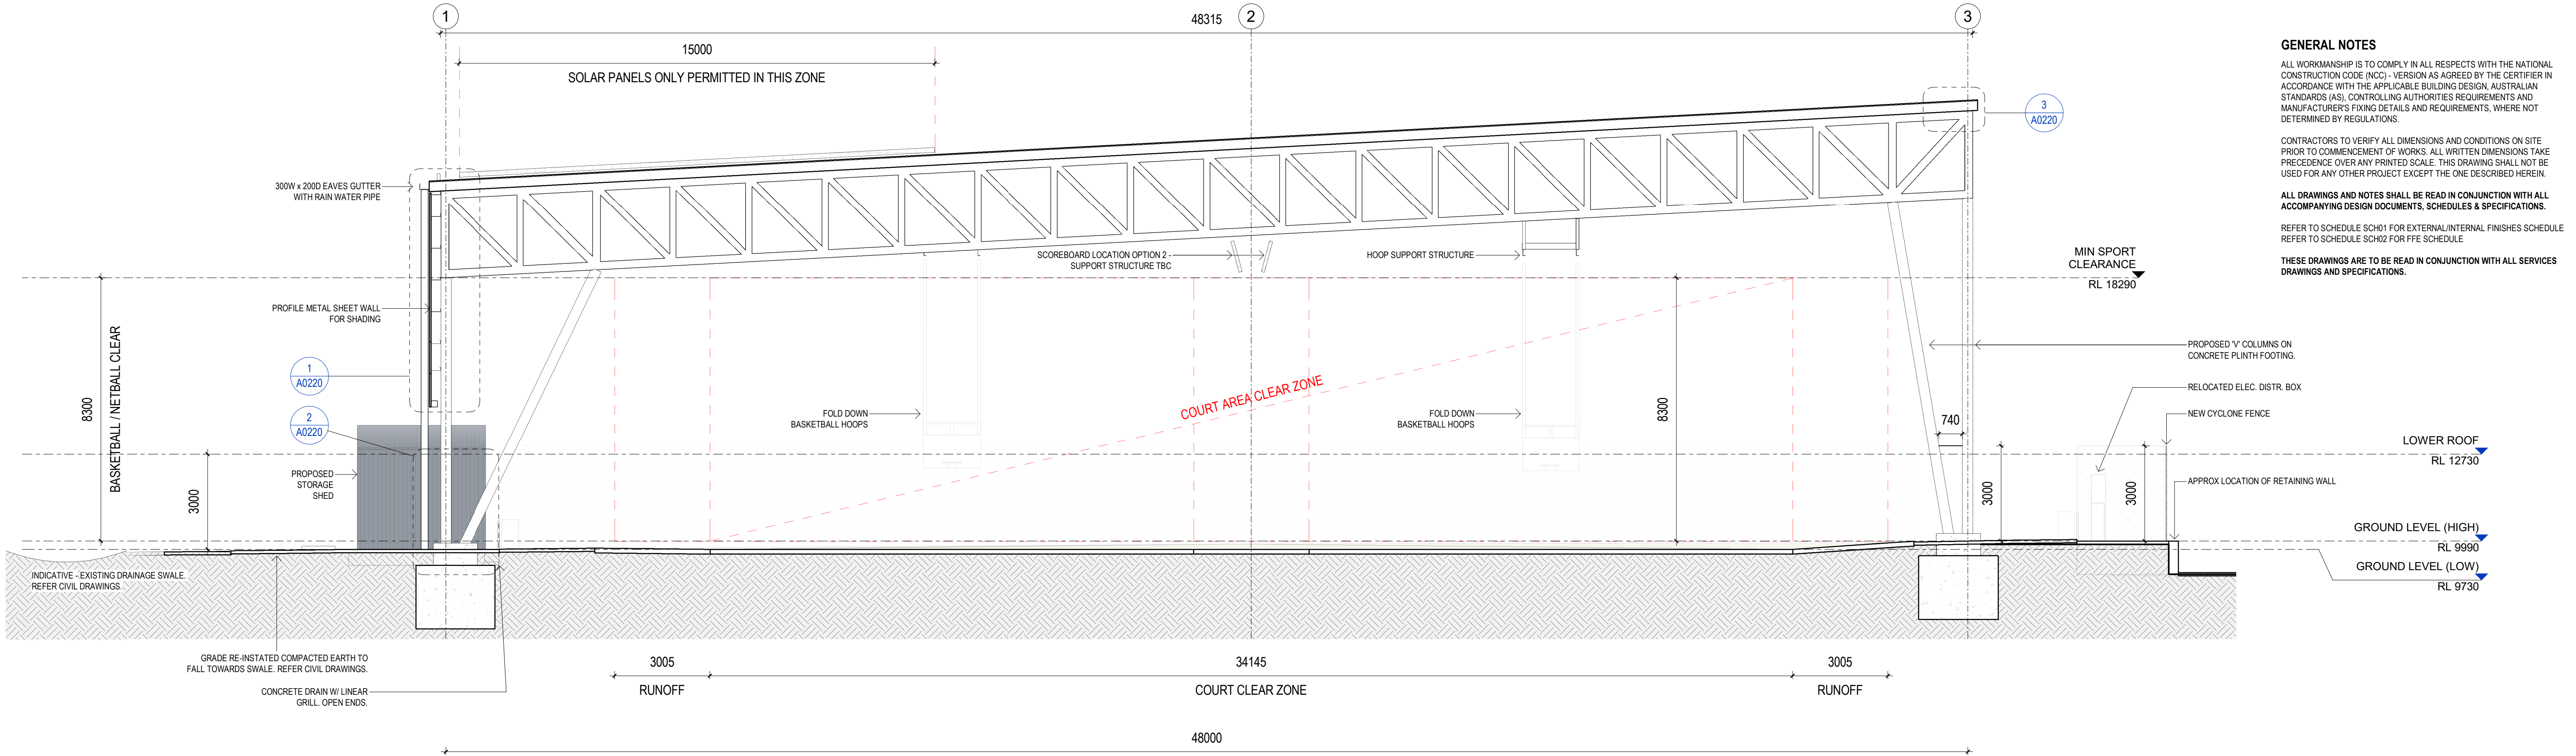 1
48315
2
3
15000
SOLAR PANELS ONLY PERMITTED IN THIS ZONE
GENERAL NOTES
ALL WORKMANSHIP IS TO COMPLY IN ALL RESPECTS WITH THE NATIONAL
CONSTRUCTION CODE (NCC) - VERSION AS AGREED BY THE CERTIFIER IN
ACCORDANCE WITH THE APPLICABLE BUILDING DESIGN, AUSTRALIAN
STANDARDS (AS), CONTROLLING AUTHORITIES REQUIREMENTS AND
MANUFACTURER'S FIXING DETAILS AND REQUIREMENTS, WHERE NOT
DETERMINED BY REGULATIONS.
CONTRACTORS TO VERIFY ALL DIMENSIONS AND CONDITIONS ON SITE
PRIOR TO COMMENCEMENT OF WORKS. ALL WRITTEN DIMENSIONS TAKE
PRECEDENCE OVER ANY PRINTED SCALE. THIS DRAWING SHALL NOT BE
USED FOR ANY OTHER PROJECT EXCEPT THE ONE DESCRIBED HEREIN.
ALL DRAWINGS AND NOTES SHALL BE READ IN CONJUNCTION WITH ALL
ACCOMPANYING DESIGN DOCUMENTS, SCHEDULES & SPECIFICATIONS.
REFER TO SCHEDULE SCH01 FOR EXTERNAL/INTERNAL FINISHES SCHEDULE
REFER TO SCHEDULE SCH02 FOR FFE SCHEDULE
THESE DRAWINGS ARE TO BE READ IN CONJUNCTION WITH ALL SERVICES
DRAWINGS AND SPECIFICATIONS.
3
A0220
300W x 200D EAVES GUTTER
WITH RAIN WATER PIPE
SCOREBOARD LOCATION OPTION 2 -
SUPPORT STRUCTURE TBC
HOOP SUPPORT STRUCTURE
MIN SPORT
CLEARANCE
RL 18290
PROFILE METAL SHEET WALL
FOR SHADING
PROPOSED 'V' COLUMNS ON
CONCRETE PLINTH FOOTING.
1
A0220
2
A0220
8300
BASKETBALL / NETBALL CLEAR
COURT AREA CLEAR ZONE
FOLD DOWN
BASKETBALL HOOPS
FOLD DOWN
BASKETBALL HOOPS
8300
740
RELOCATED ELEC. DISTR. BOX
NEW CYCLONE FENCE
LOWER ROOF
RL 12730
PROPOSED
STORAGE
SHED
3000
3000
3000
APPROX LOCATION OF RETAINING WALL
GROUND LEVEL (HIGH)
RL 9990
GROUND LEVEL (LOW)
RL 9730
INDICATIVE - EXISTING DRAINAGE SWALE.
REFER CIVIL DRAWINGS.
GRADE RE-INSTATED COMPACTED EARTH TO
FALL TOWARDS SWALE. REFER CIVIL DRAWINGS.
CONCRETE DRAIN W/ LINEAR
GRILL. OPEN ENDS.
3005
RUNOFF
34145
COURT CLEAR ZONE
3005
RUNOFF
48000